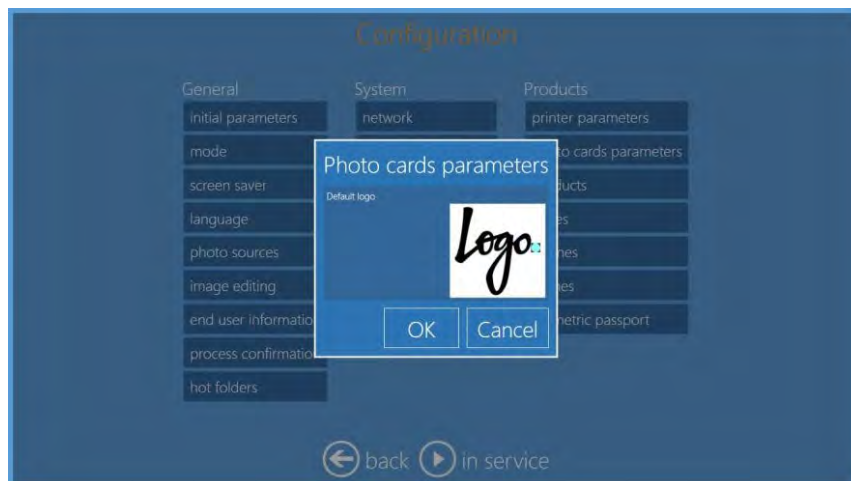 Configuration
General
initial parameters
mode
screen saver
language
photo sources
image editing
end user informatio
process confirmatio
hot folders
System
network
Products
printer parameters
to cards parameters
ducts
es
nes
es
netric passport
Photo cards parameters
Default logo
Logo
OK
Cancel
back
in service